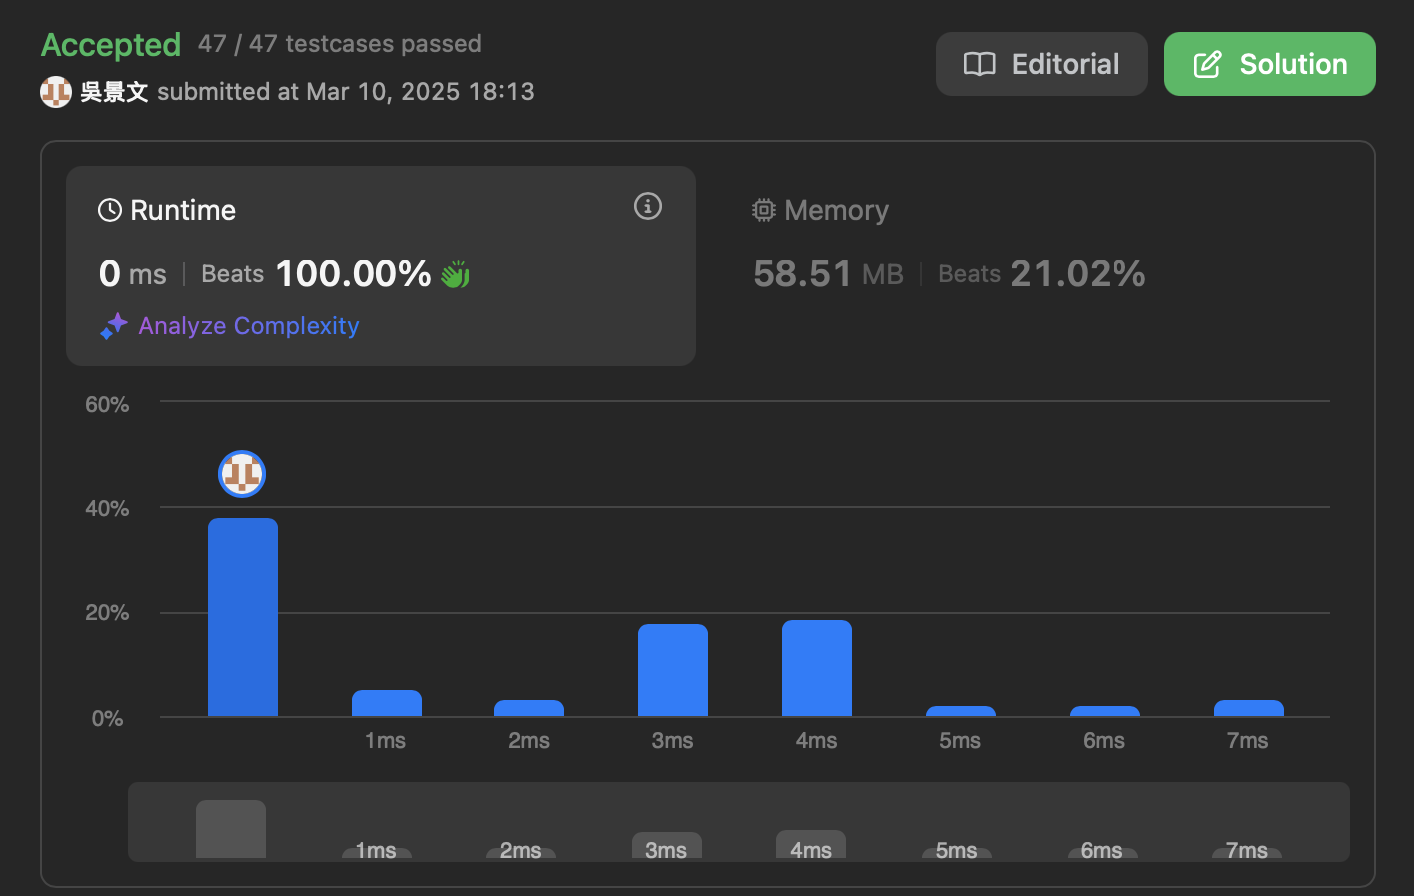 Accepted 47 / 47 testcases passed
吳景文 submitted at Mar 10, 2025 18:13
Editorial
Solution
Runtime
0 ms | Beats 100.00%
Analyze Complexity
Memory
58.51 MB | Beats 21.02%
60%
40%
20%
0%
1ms 2ms 3ms 4ms 5ms 6ms 7ms
1ms 2ms 3ms 4ms 5ms 6ms 7ms